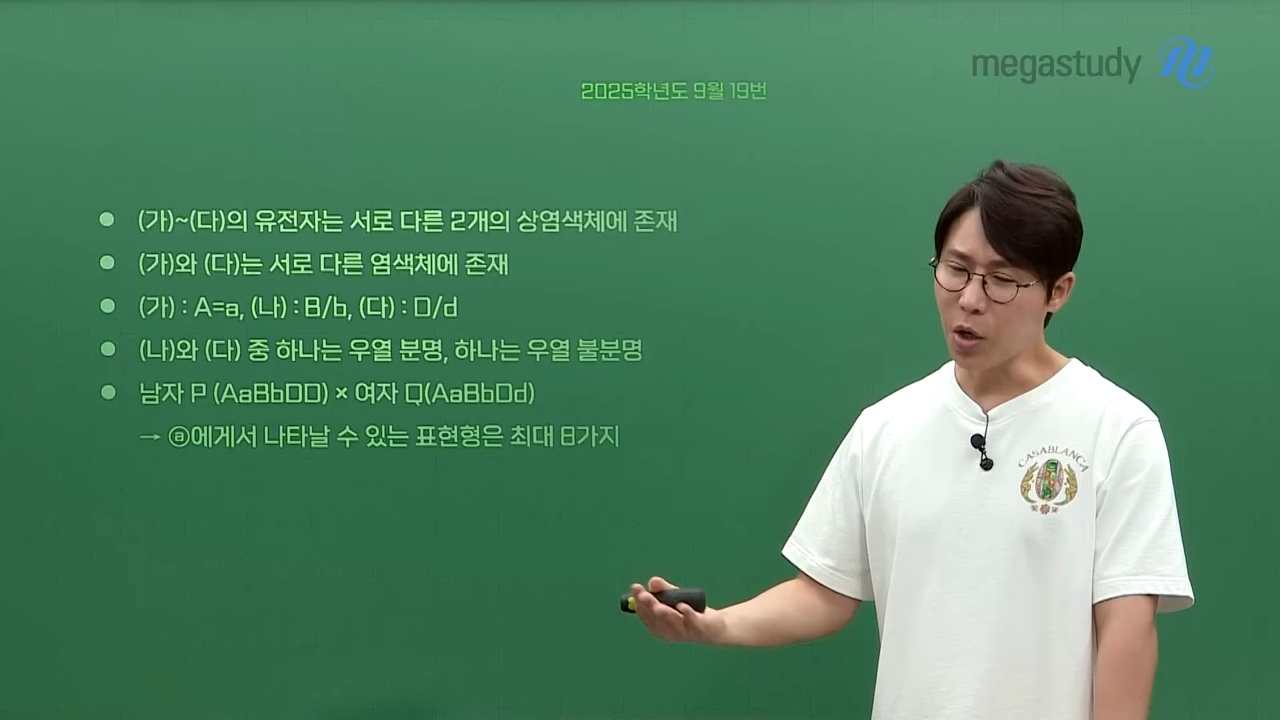 megastudy
2025학년도 9월 19번
(가)~(다)의 유전자는 서로 다른 2개의 상염색체에 존재
(가)와 (다)는 서로 다른 염색체에 존재
(가) : A=a, (나) : B/b, (다) : D/d
(나)와 (다) 중 하나는 우열 분명, 하나는 우열 불분명
남자 P (AaBbDD) × 여자 Q(AaBbDd)
→ ⓐ에게서 나타날 수 있는 표현형은 최대 8가지
CASABLANCA